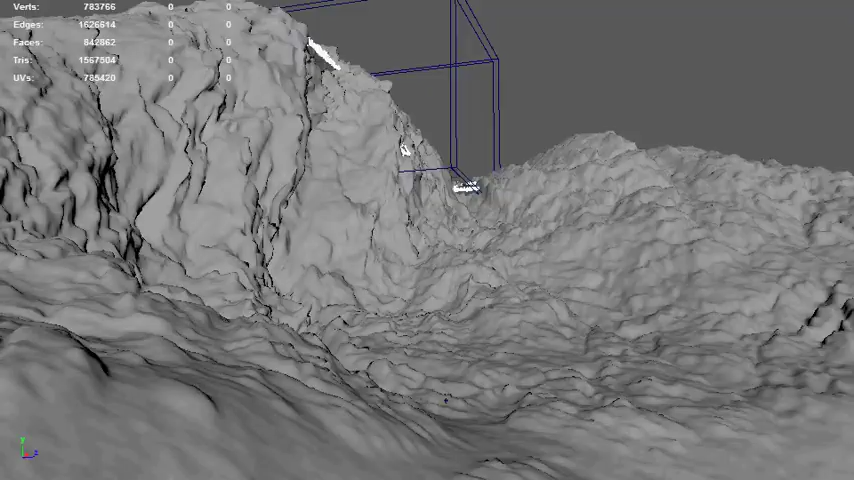 Verts: 783766 0 0
Edges: 1626614 0 0
Faces: 842862 0 0
Tris: 1567504 0 0
UVs: 785420 0 0
y
z